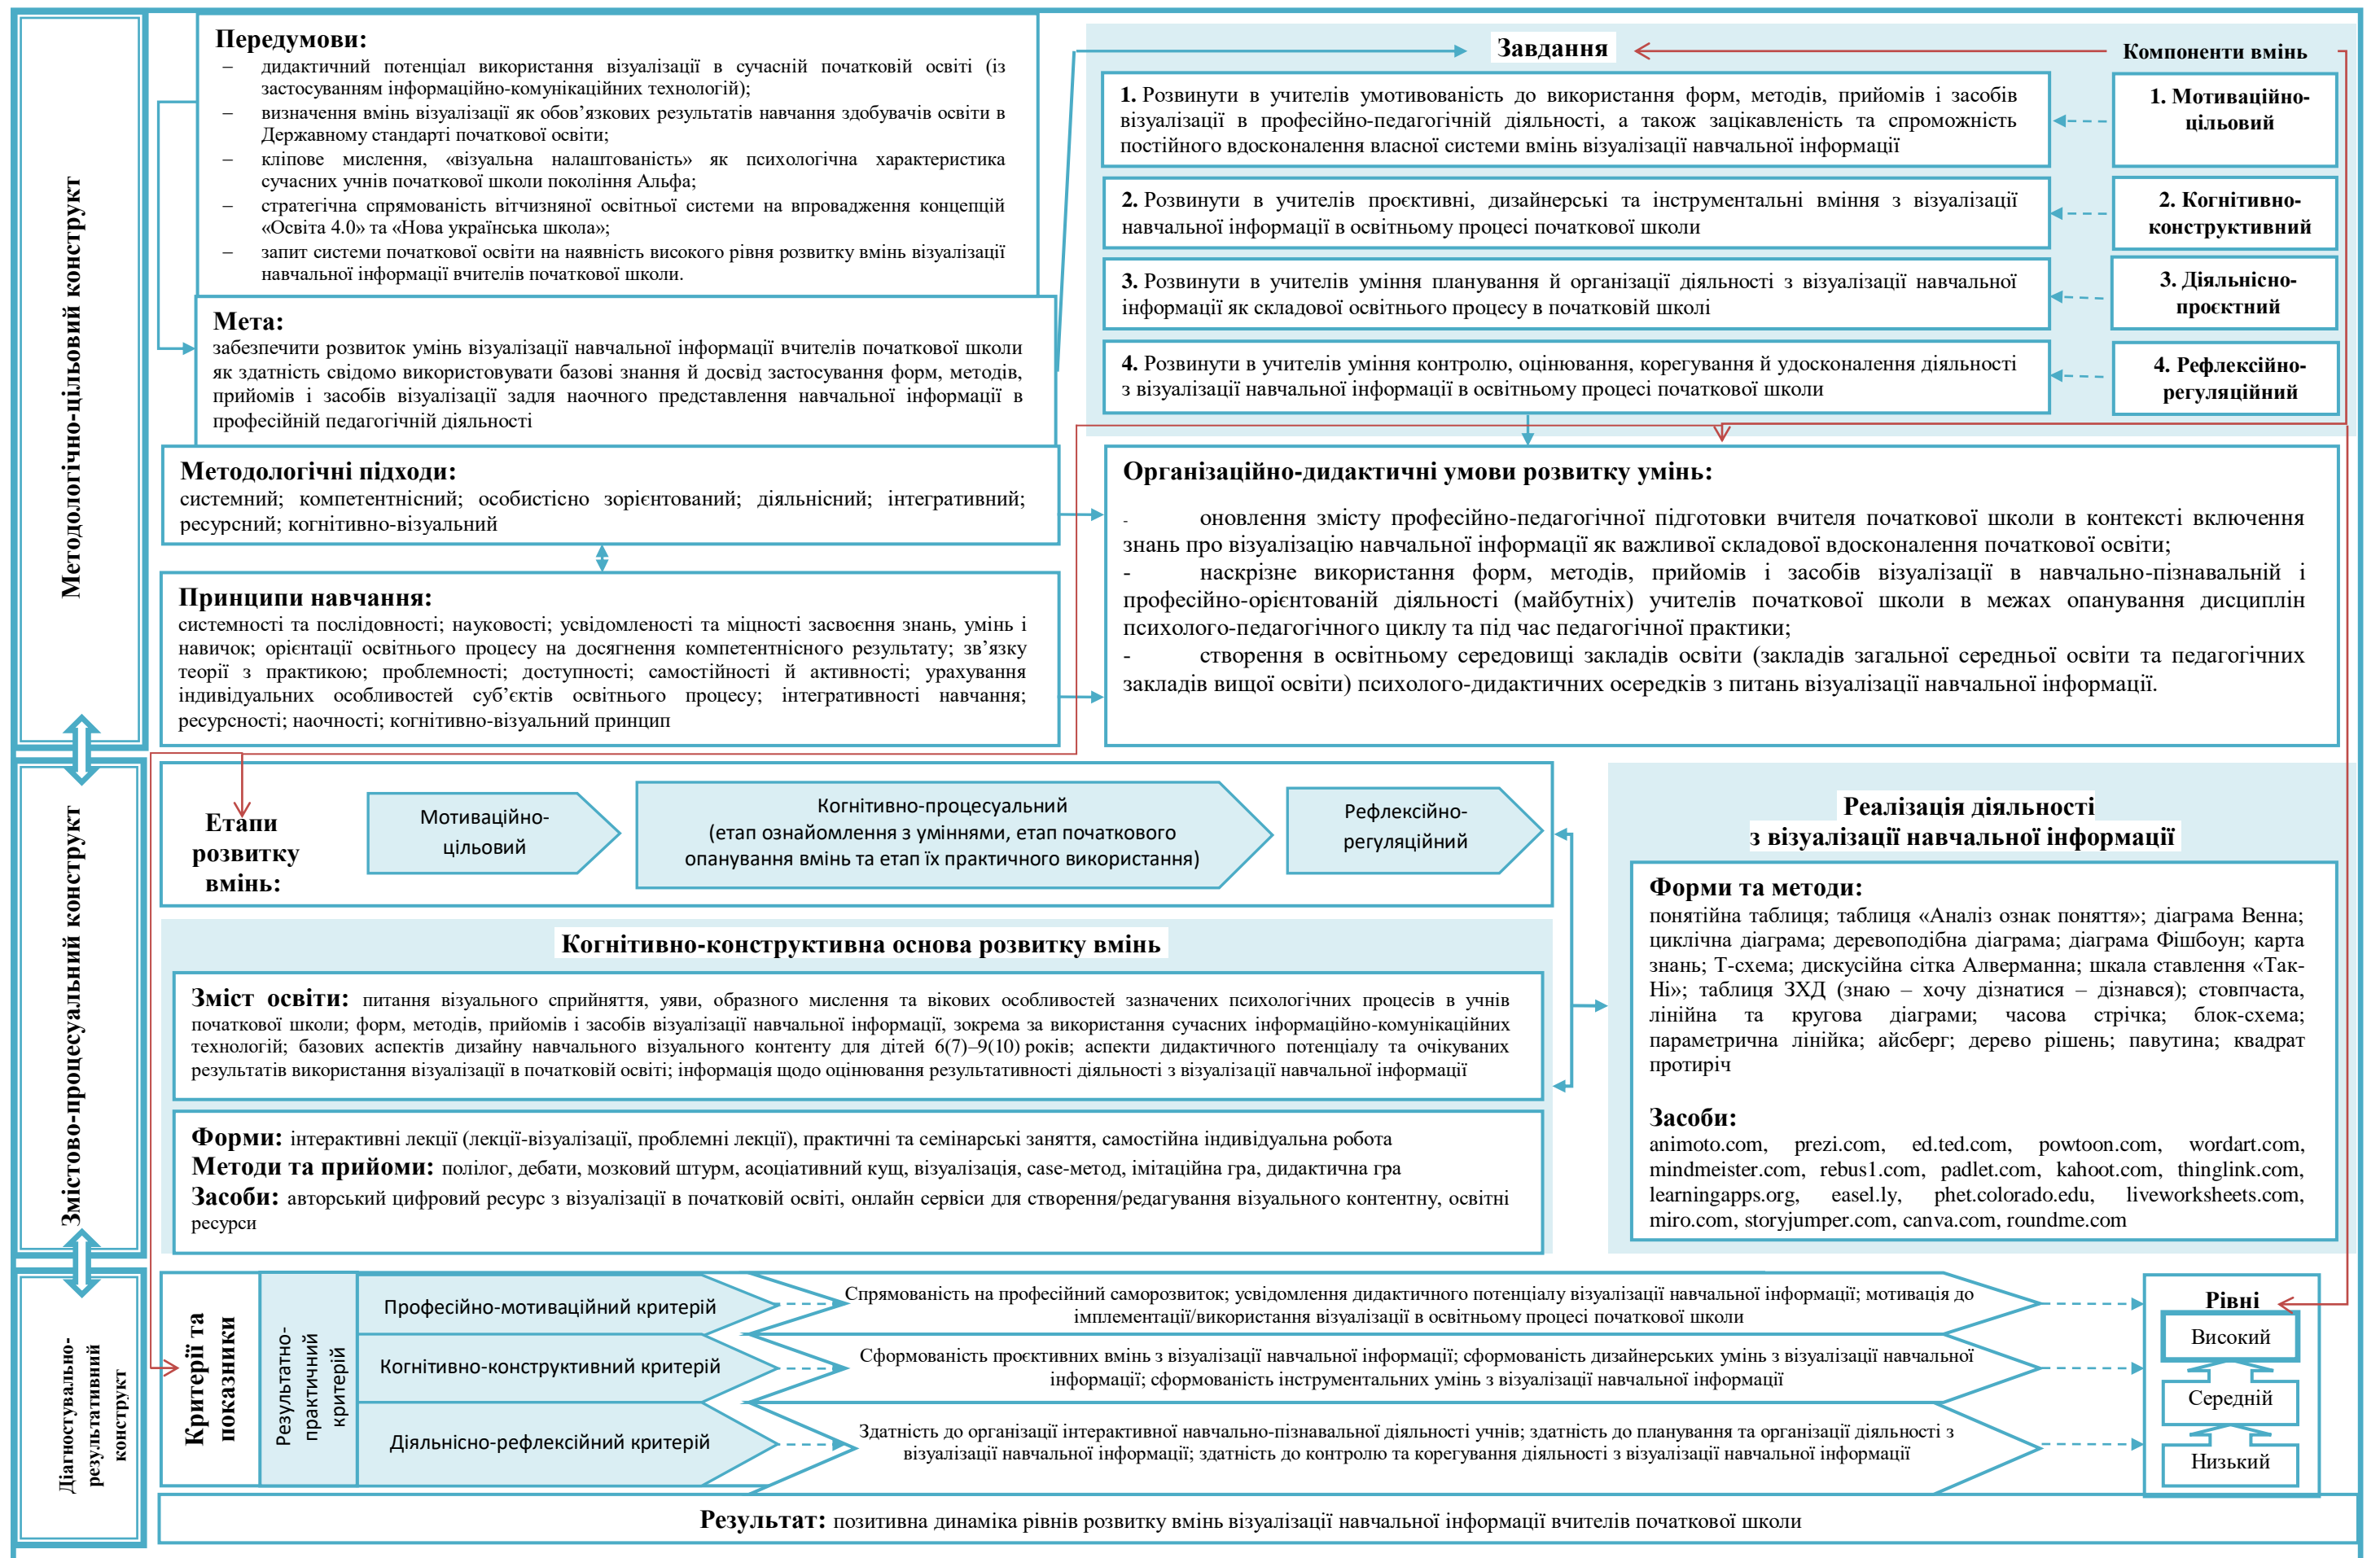 Методологічно-цільовий конструкт
Передумови:
– дидактичний потенціал використання візуалізації в сучасній початковій освіті (із
застосуванням інформаційно-комунікаційних технологій);
– визначення вмінь візуалізації як обов’язкових результатів навчання здобувачів освіти в
Державному стандарті початкової освіти;
– кліпове мислення, «візуальна налаштованість» як психологічна характеристика
сучасних учнів початкової школи покоління Альфа;
– стратегічна спрямованість вітчизняної освітньої системи на впровадження концепцій
«Освіта 4.0» та «Нова українська школа»;
– запит системи початкової освіти на наявність високого рівня розвитку вмінь візуалізації
навчальної інформації вчителів початкової школи.
Мета:
забезпечити розвиток умінь візуалізації навчальної інформації вчителів початкової школи
як здатність свідомо використовувати базові знання й досвід застосування форм, методів,
прийомів і засобів візуалізації задля наочного представлення навчальної інформації в
професійній педагогічній діяльності
Завдання
Компоненти вмінь
1. Розвинути в учителів умотивованість до використання форм, методів, прийомів і засобів
візуалізації в професійно-педагогічній діяльності, а також зацікавленість та спроможність
постійного вдосконалення власної системи вмінь візуалізації навчальної інформації
1. Мотиваційно-
цільовий
2. Розвинути в учителів проєктивні, дизайнерські та інструментальні вміння з візуалізації
навчальної інформації в освітньому процесі початкової школи
2. Когнітивно-
конструктивний
3. Розвинути в учителів уміння планування й організації діяльності з візуалізації навчальної
інформації як складової освітнього процесу в початковій школі
3. Діяльнісно-
проєктний
4. Розвинути в учителів уміння контролю, оцінювання, корегування й удосконалення діяльності
з візуалізації навчальної інформації в освітньому процесі початкової школи
4. Рефлексійно-
регуляційний
Методологічні підходи:
системний; компетентнісний; особистісно зорієнтований; діяльнісний; інтегративний;
ресурсний; когнітивно-візуальний
Принципи навчання:
системності та послідовності; науковості; усвідомленості та міцності засвоєння знань, умінь і
навичок; орієнтації освітнього процесу на досягнення компетентнісного результату; зв’язку
теорії з практикою; проблемності; доступності; самостійності й активності; урахування
індивідуальних особливостей суб’єктів освітнього процесу; інтегративності навчання;
ресурсності; наочності; когнітивно-візуальний принцип
Організаційно-дидактичні умови розвитку умінь:
- оновлення змісту професійно-педагогічної підготовки вчителя початкової школи в контексті включення
знань про візуалізацію навчальної інформації як важливої складової вдосконалення початкової освіти;
- наскрізне використання форм, методів, прийомів і засобів візуалізації в навчально-пізнавальній і
професійно-орієнтованій діяльності (майбутніх) учителів початкової школи в межах опанування дисциплін
психолого-педагогічного циклу та під час педагогічної практики;
- створення в освітньому середовищі закладів освіти (закладів загальної середньої освіти та педагогічних
закладів вищої освіти) психолого-дидактичних осередків з питань візуалізації навчальної інформації.
Змістово-процесуальний конструкт
Етапи
розвитку
вмінь:
Мотиваційно-
цільовий
Когнітивно-процесуальний
(етап ознайомлення з уміннями, етап початкового
опанування вмінь та етап їх практичного використання)
Рефлексійно-
регуляційний
Когнітивно-конструктивна основа розвитку вмінь
Зміст освіти: питання візуального сприйняття, уяви, образного мислення та вікових особливостей зазначених психологічних процесів в учнів
початкової школи; форм, методів, прийомів і засобів візуалізації навчальної інформації, зокрема за використання сучасних інформаційно-комунікаційних
технологій; базових аспектів дизайну навчального візуального контенту для дітей 6(7)–9(10) років; аспекти дидактичного потенціалу та очікуваних
результатів використання візуалізації в початковій освіті; інформація щодо оцінювання результативності діяльності з візуалізації навчальної інформації
Форми: інтерактивні лекції (лекції-візуалізації, проблемні лекції), практичні та семінарські заняття, самостійна індивідуальна робота
Методи та прийоми: полілог, дебати, мозковий штурм, асоціативний кущ, візуалізація, case-метод, імітаційна гра, дидактична гра
Засоби: авторський цифровий ресурс з візуалізації в початковій освіті, онлайн сервіси для створення/редагування візуального контентну, освітні
ресурси
Реалізація діяльності
з візуалізації навчальної інформації
Форми та методи:
понятійна таблиця; таблиця «Аналіз ознак поняття»; діаграма Венна;
циклічна діаграма; деревоподібна діаграма; діаграма Фішбоун; карта
знань; Т-схема; дискусійна сітка Алверманна; шкала ставлення «Так-
Ні»; таблиця ЗХД (знаю – хочу дізнатися – дізнався); стовпчаста,
лінійна та кругова діаграми; часова стрічка; блок-схема;
параметрична лінійка; айсберг; дерево рішень; павутина; квадрат
протиріч
Засоби:
animoto.com, prezi.com, ed.ted.com, powtoon.com, wordart.com,
mindmeister.com, rebus1.com, padlet.com, kahoot.com, thinglink.com,
learningapps.org, easel.ly, phet.colorado.edu, liveworksheets.com,
miro.com, storyjumper.com, canva.com, roundme.com
Діагностувально-
результативний
конструкт
Критерії та
показники
Результатно-
практичний
критерій
Професійно-мотиваційний критерій
Спрямованість на професійний саморозвиток; усвідомлення дидактичного потенціалу візуалізації навчальної інформації; мотивація до
імплементації/використання візуалізації в освітньому процесі початкової школи
Когнітивно-конструктивний критерій
Сформованість проєктивних вмінь з візуалізації навчальної інформації; сформованість дизайнерських умінь з візуалізації навчальної
інформації; сформованість інструментальних умінь з візуалізації навчальної інформації
Діяльнісно-рефлексійний критерій
Здатність до організації інтерактивної навчально-пізнавальної діяльності учнів; здатність до планування та організації діяльності з
візуалізації навчальної інформації; здатність до контролю та корегування діяльності з візуалізації навчальної інформації
Рівні
Високий
Середній
Низький
Результат: позитивна динаміка рівнів розвитку вмінь візуалізації навчальної інформації вчителів початкової школи